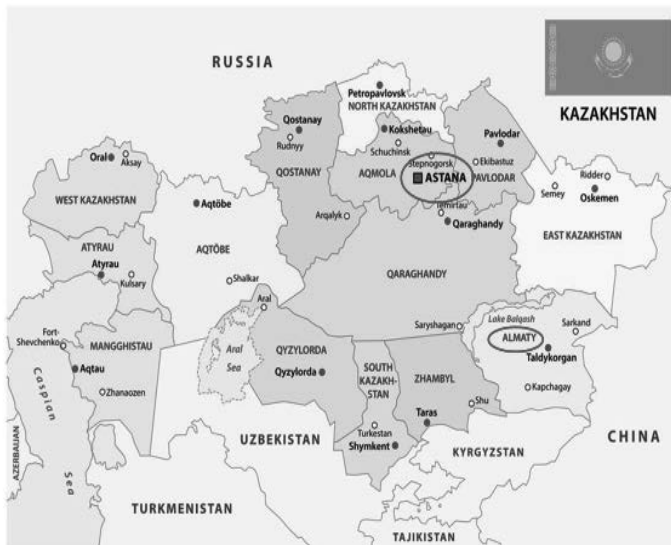 RUSSIA
KAZAKHSTAN
Petropavlovsk
NORTH KAZAKHSTAN
Qostanay
Rudnyy
QOSTANAY
Kokshetau
Schuchinsk
Stepnogorsk
AQMOLA
ASTANA
Pavlodar
Ekibastuz
PAVLODAR
Oral
Aksay
WEST KAZAKHSTAN
Ridder
Semey
Oskemen
EAST KAZAKHSTAN
Aqtöbe
AQTÖBE
Arqalyk
Temirtau
Qaraghandy
QARAGHANDY
ATYRAU
Atyrau
Kulsary
Shalkar
Aral
Aral
Sea
Saryshagan
Lake Balqash
Sarkand
ALMATY
Taldykorgan
Kapchagay
Fort-
Shevchenko
MANGGHISTAU
Aqtau
Zhanaozen
Caspian
Sea
QYZYLORDA
Qyzylorda
SOUTH
KAZAKH-
STAN
Turkestan
Shymkent
ZHAMBYL
Shu
Taras
UZBEKISTAN
KYRGYZSTAN
CHINA
AZERBAIJAN
TURKMENISTAN
TAJIKISTAN